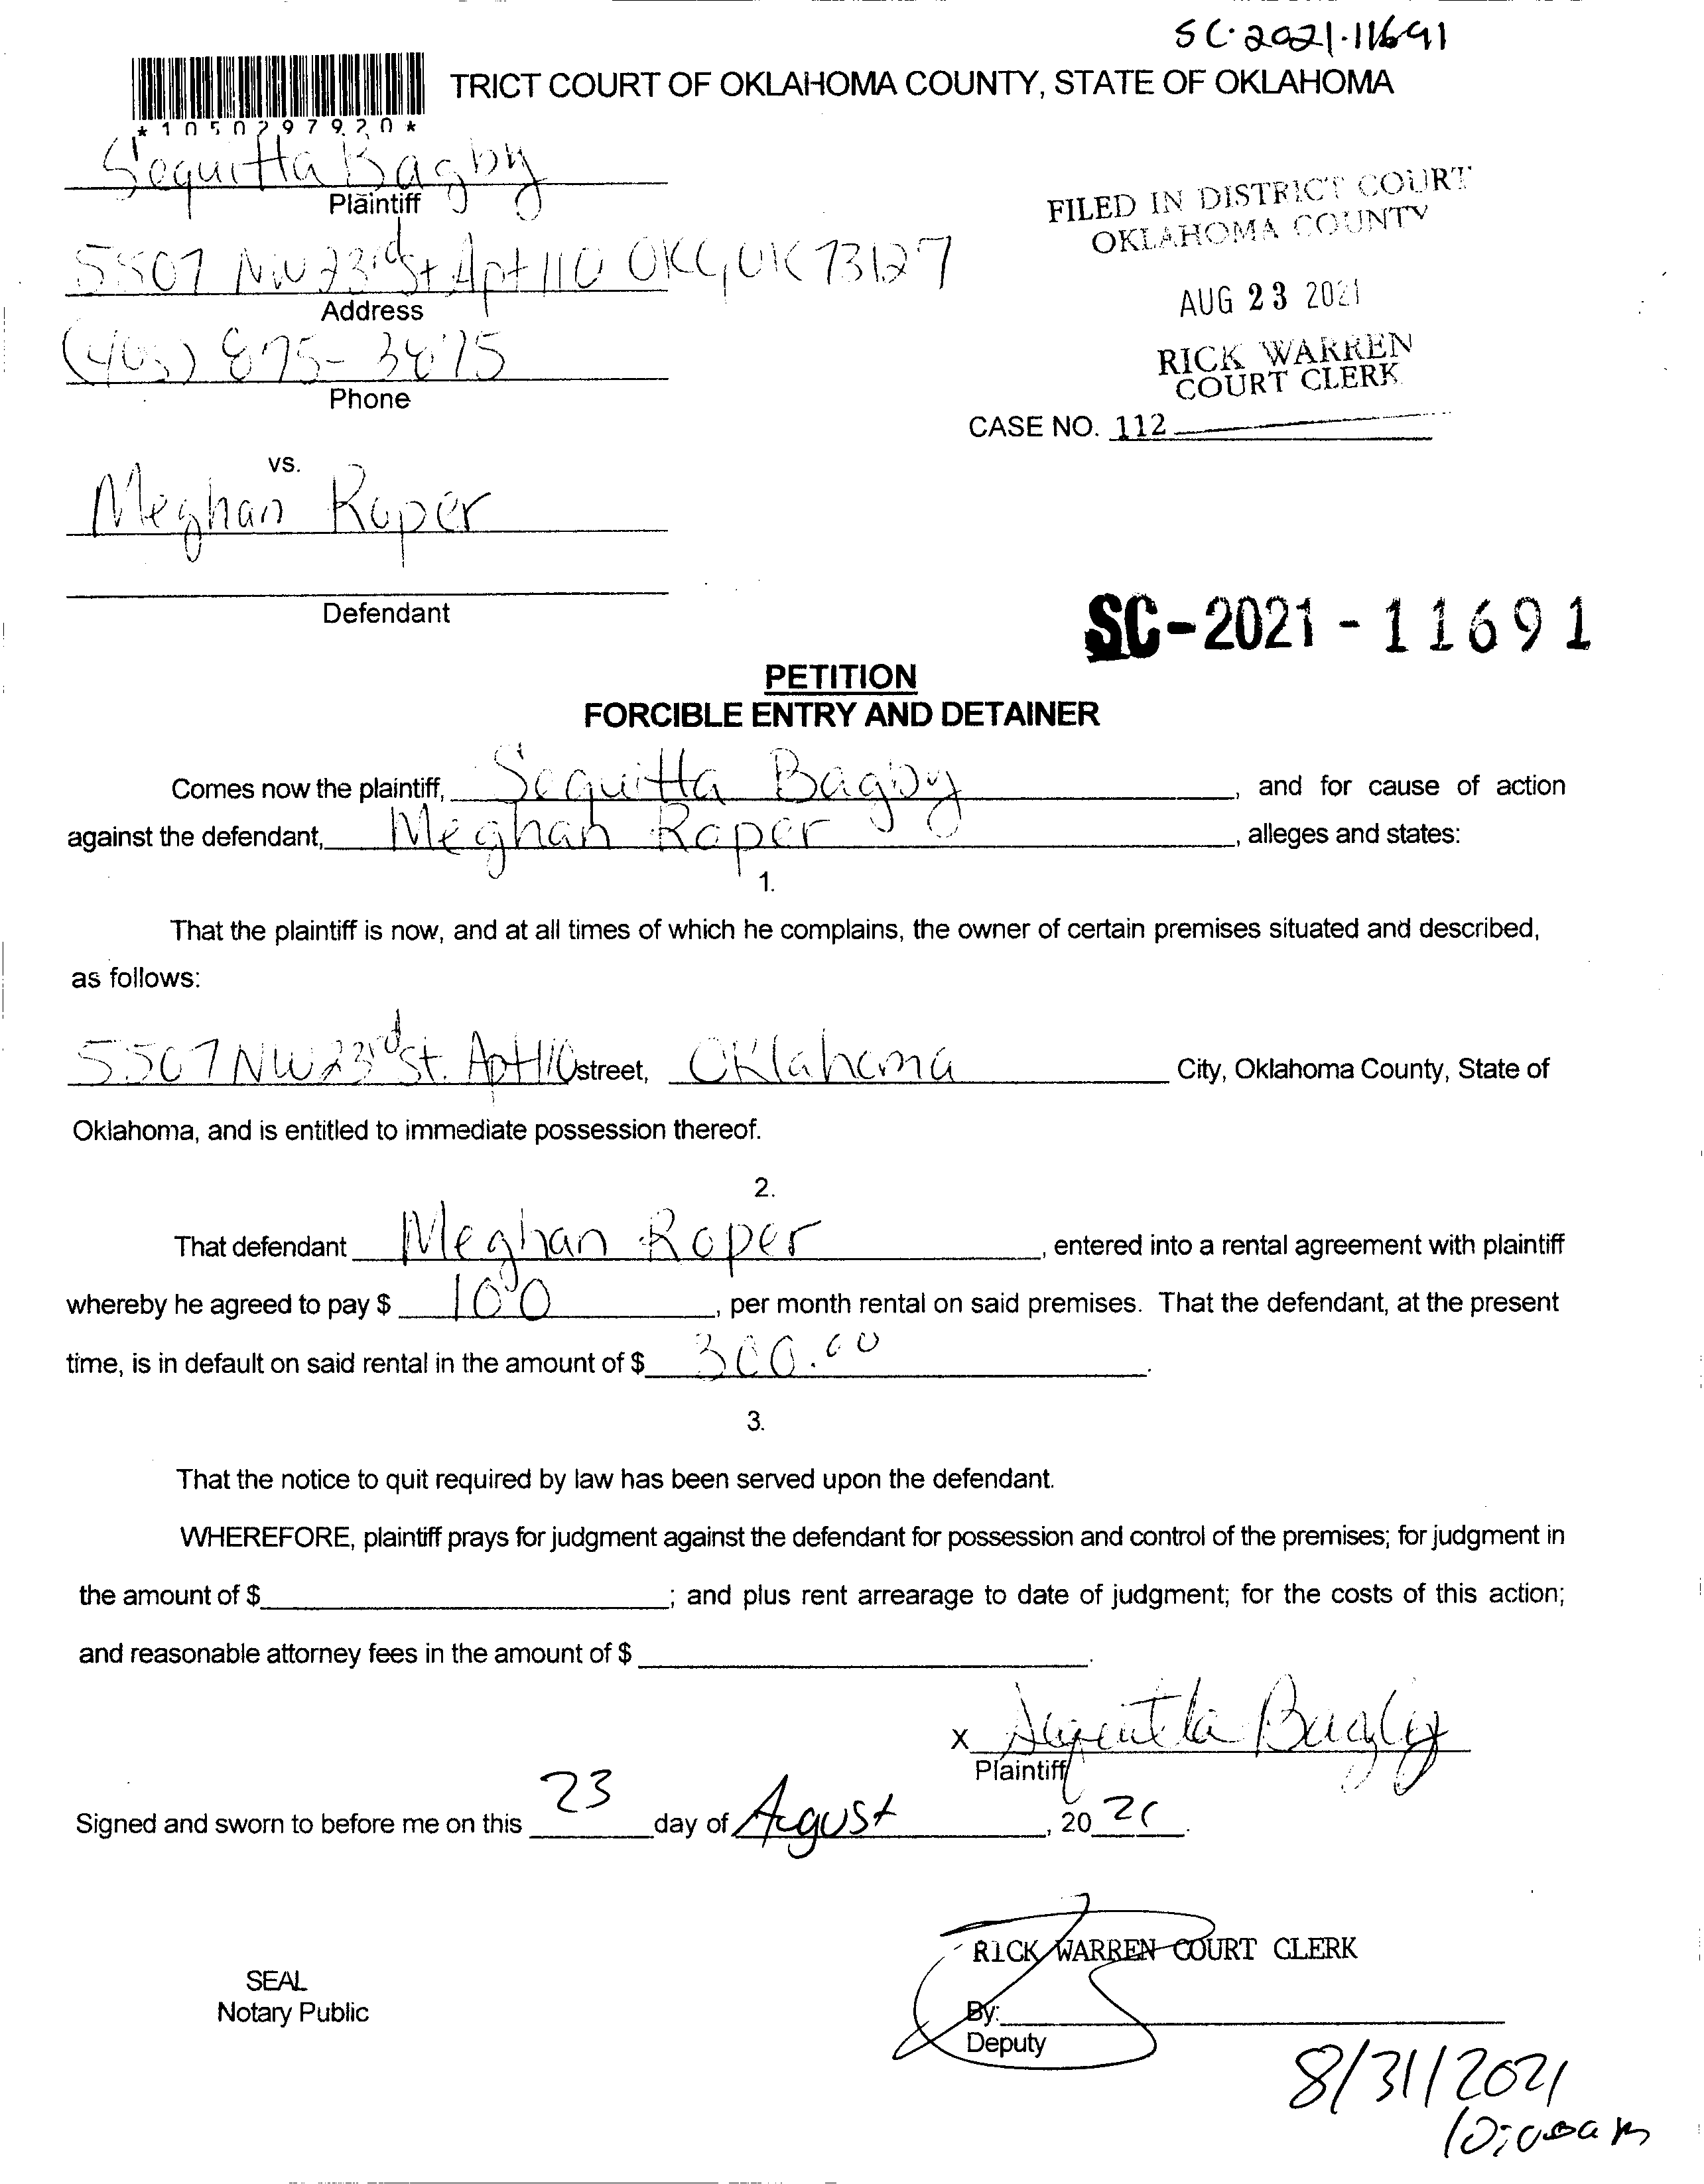 SC-2021-11691
TRICT COURT OF OKLAHOMA COUNTY, STATE OF OKLAHOMA
*1050297920*
Sequitta Bagby
Plaintiff
FILED IN DISTRICT COURT
OKLAHOMA COUNTY
5507 NW 23rd St Apt 110 OKC, OK 73127
Address
AUG 23 2021
(405) 875-3875
Phone
RICK WARREN
COURT CLERK
CASE NO. 112
vs.
Meghan Roper
Defendant
SC-2021-11691
PETITION
FORCIBLE ENTRY AND DETAINER
Comes now the plaintiff, Sequitta Bagby, and for cause of action
against the defendant, Meghan Roper, alleges and states:
1.
That the plaintiff is now, and at all times of which he complains, the owner of certain premises situated and described,
as follows:
5507 NW 23rd St. Apt 110 street, Oklahoma City, Oklahoma County, State of
Oklahoma, and is entitled to immediate possession thereof.
2.
That defendant Meghan Roper, entered into a rental agreement with plaintiff
whereby he agreed to pay $ 100, per month rental on said premises. That the defendant, at the present
time, is in default on said rental in the amount of $ 300.00.
3.
That the notice to quit required by law has been served upon the defendant.
WHEREFORE, plaintiff prays for judgment against the defendant for possession and control of the premises; for judgment in
the amount of $ ; and plus rent arrearage to date of judgment; for the costs of this action;
and reasonable attorney fees in the amount of $ .
X Sequitta Bagby
Plaintiff
Signed and sworn to before me on this 23 day of Agust, 2021.
RICK WARREN COURT CLERK
SEAL
Notary Public
By:
Deputy
8/31/2021
10:00am